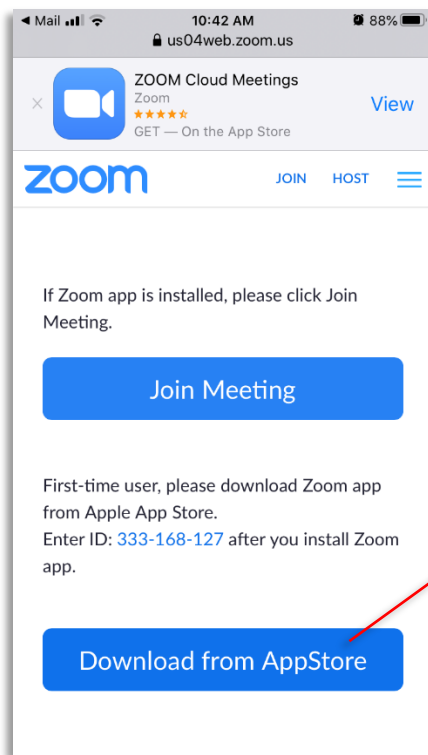 Mail 10:42 AM 88%
us04web.zoom.us
ZOOM Cloud Meetings
Zoom
GET — On the App Store
View
zoom JOIN HOST
If Zoom app is installed, please click Join
Meeting.
Join Meeting
First-time user, please download Zoom app
from Apple App Store.
Enter ID: 333-168-127 after you install Zoom
app.
Download from AppStore